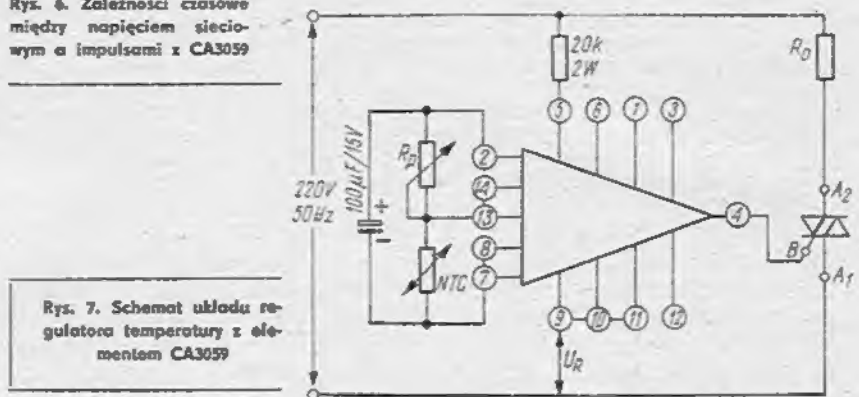 Rys. 6. Zależności czasowe
między napięciem siecio-
wym a impulsami z CA3059
Rys. 7. Schemat układu re-
gulatora temperatury z ele-
mentem CA3059
220V
50Hz
100µF/15V
+
−
Rp
NTC
20k
2W
5
6
1
3
2
14
13
8
7
4
9
10
11
12
UR
R0
A2
B
A1